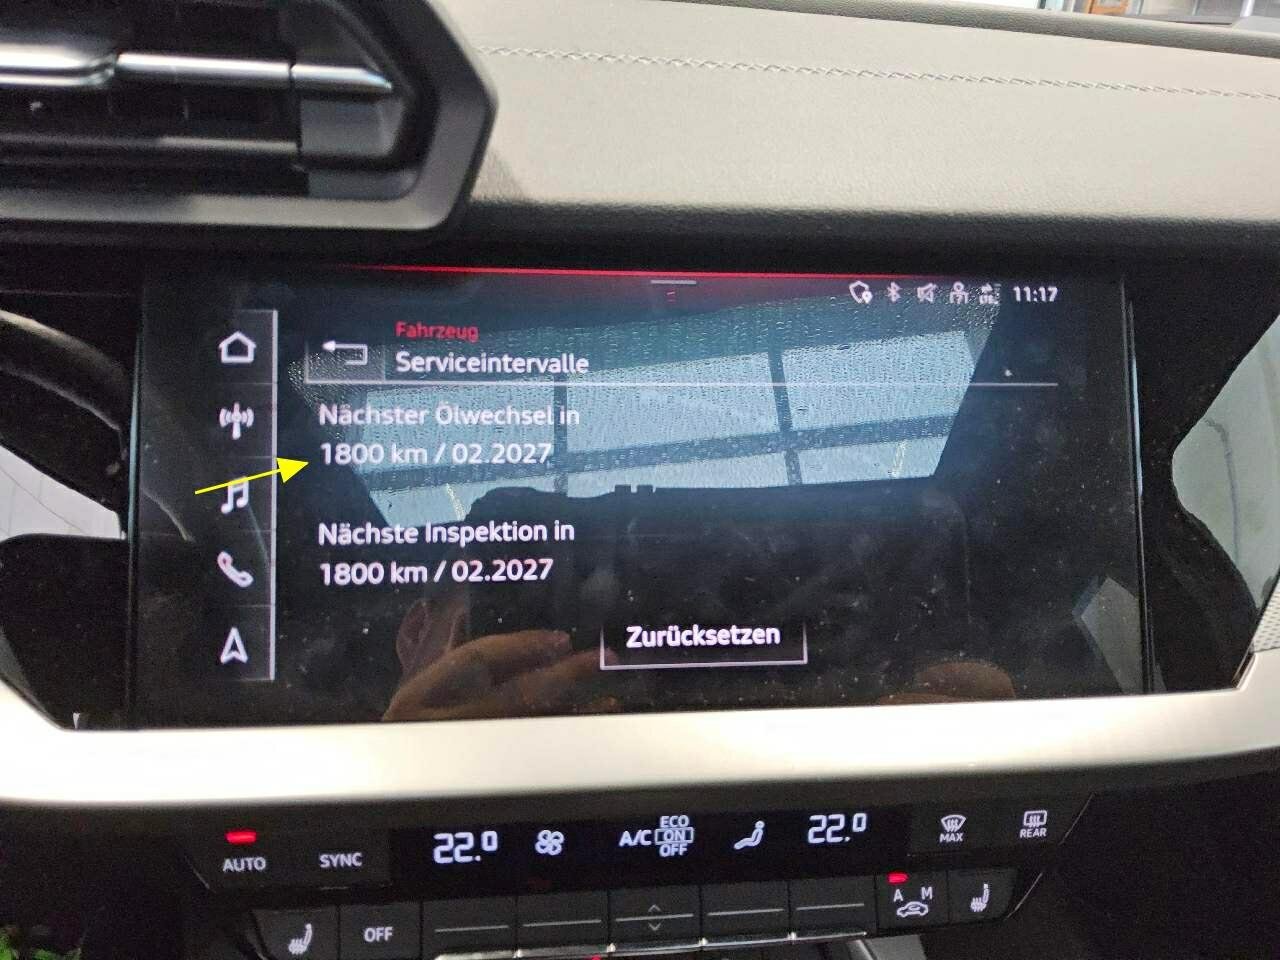 11:17
Fahrzeug
Serviceintervalle
Nächster Ölwechsel in
1800 km / 02.2027
Nächste Inspektion in
1800 km / 02.2027
Zurücksetzen
AUTO
SYNC
22.0
A/C
ECO
ON
OFF
22.0
MAX
REAR
OFF
A M